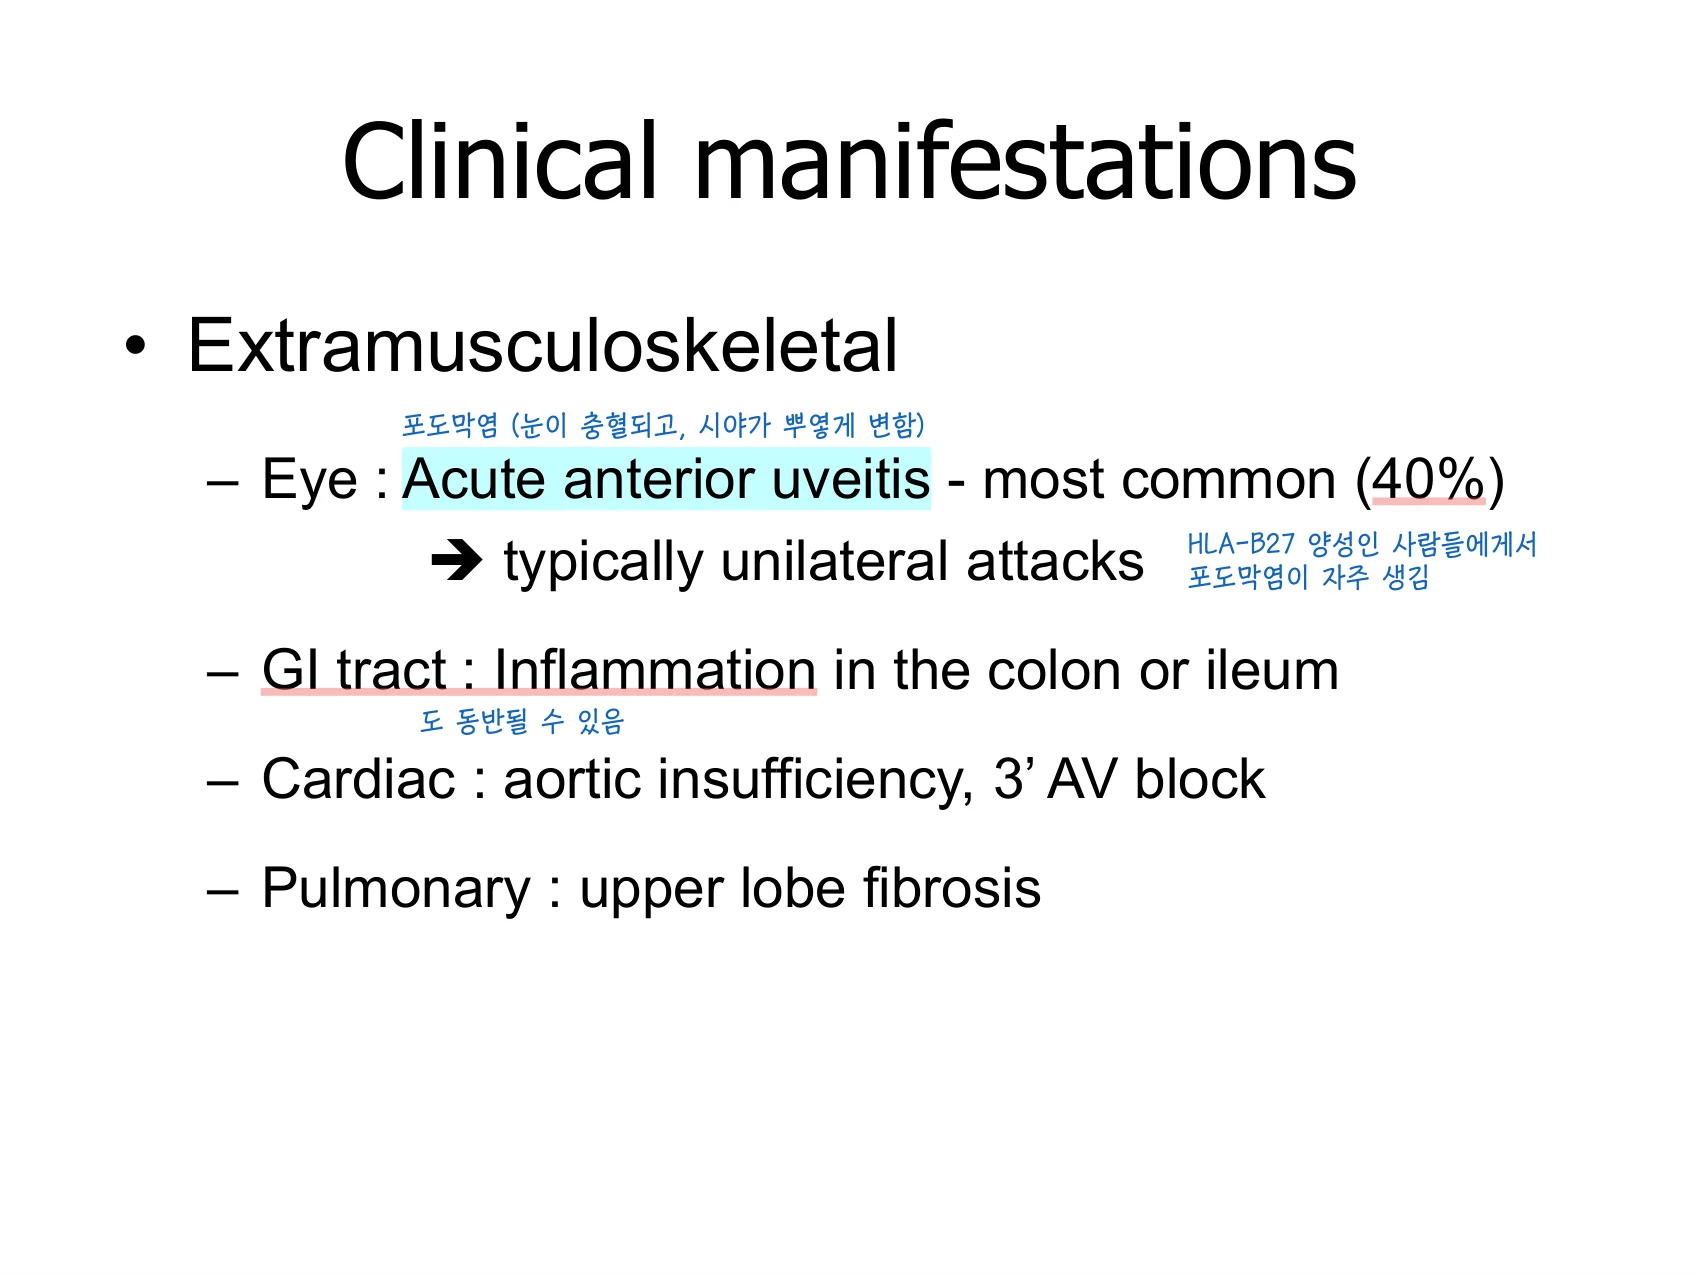 Clinical manifestations
• Extramusculoskeletal
포도막염 (눈이 충혈되고, 시야가 뿌옇게 변함)
– Eye : Acute anterior uveitis - most common (40%)
➔ typically unilateral attacks
HLA-B27 양성인 사람들에게서
포도막염이 자주 생김
– GI tract : Inflammation in the colon or ileum
도 동반될 수 있음
– Cardiac : aortic insufficiency, 3’ AV block
– Pulmonary : upper lobe fibrosis